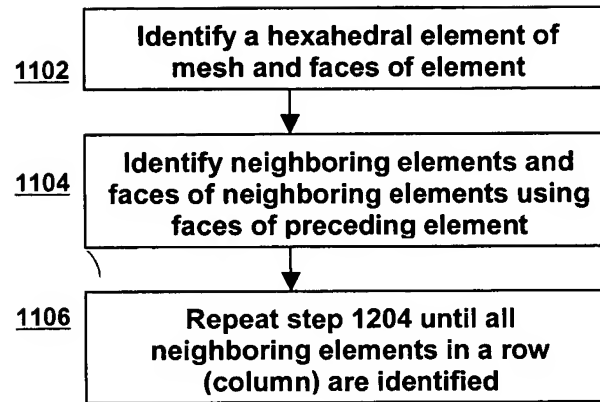 Identify a hexahedral element of
mesh and faces of element
1102
Identify neighboring elements and
faces of neighboring elements using
faces of preceding element
1104
Repeat step 1204 until all
neighboring elements in a row
(column) are identified
1106